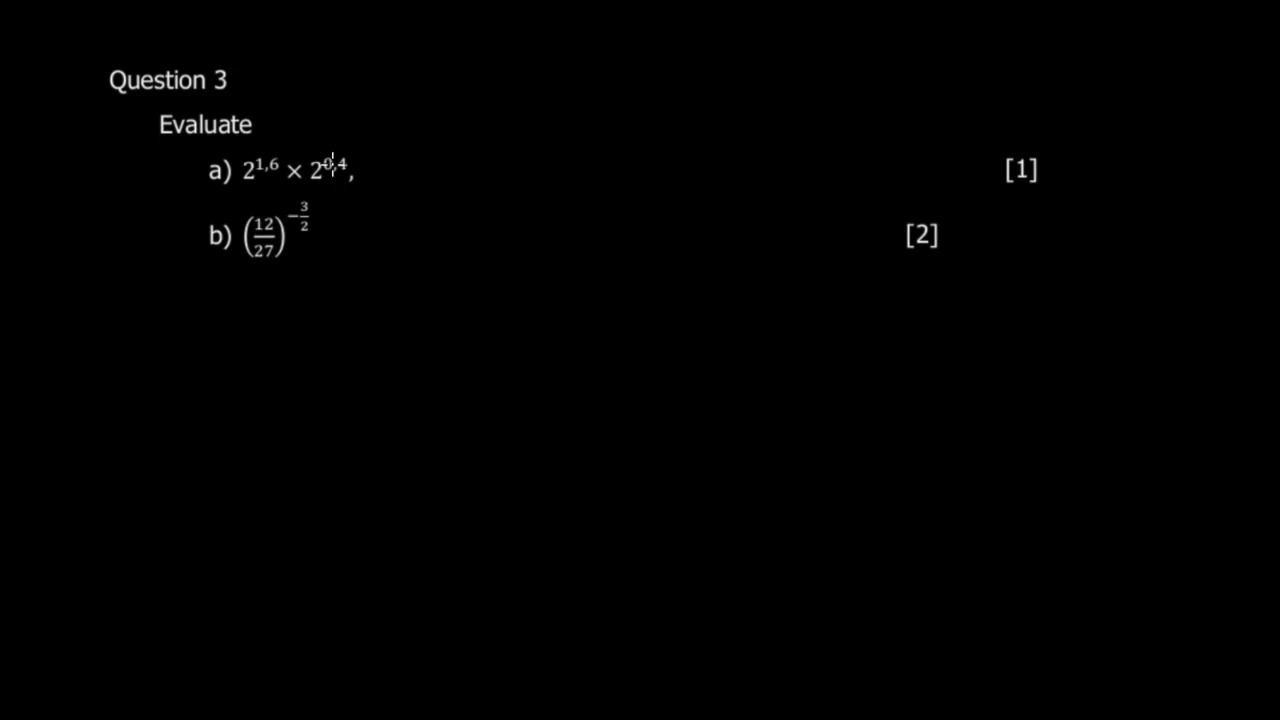 Question 3
Evaluate
a) 2^{1,6} × 2^{0,4}, [1]
b) (12/27)^{-3/2} [2]